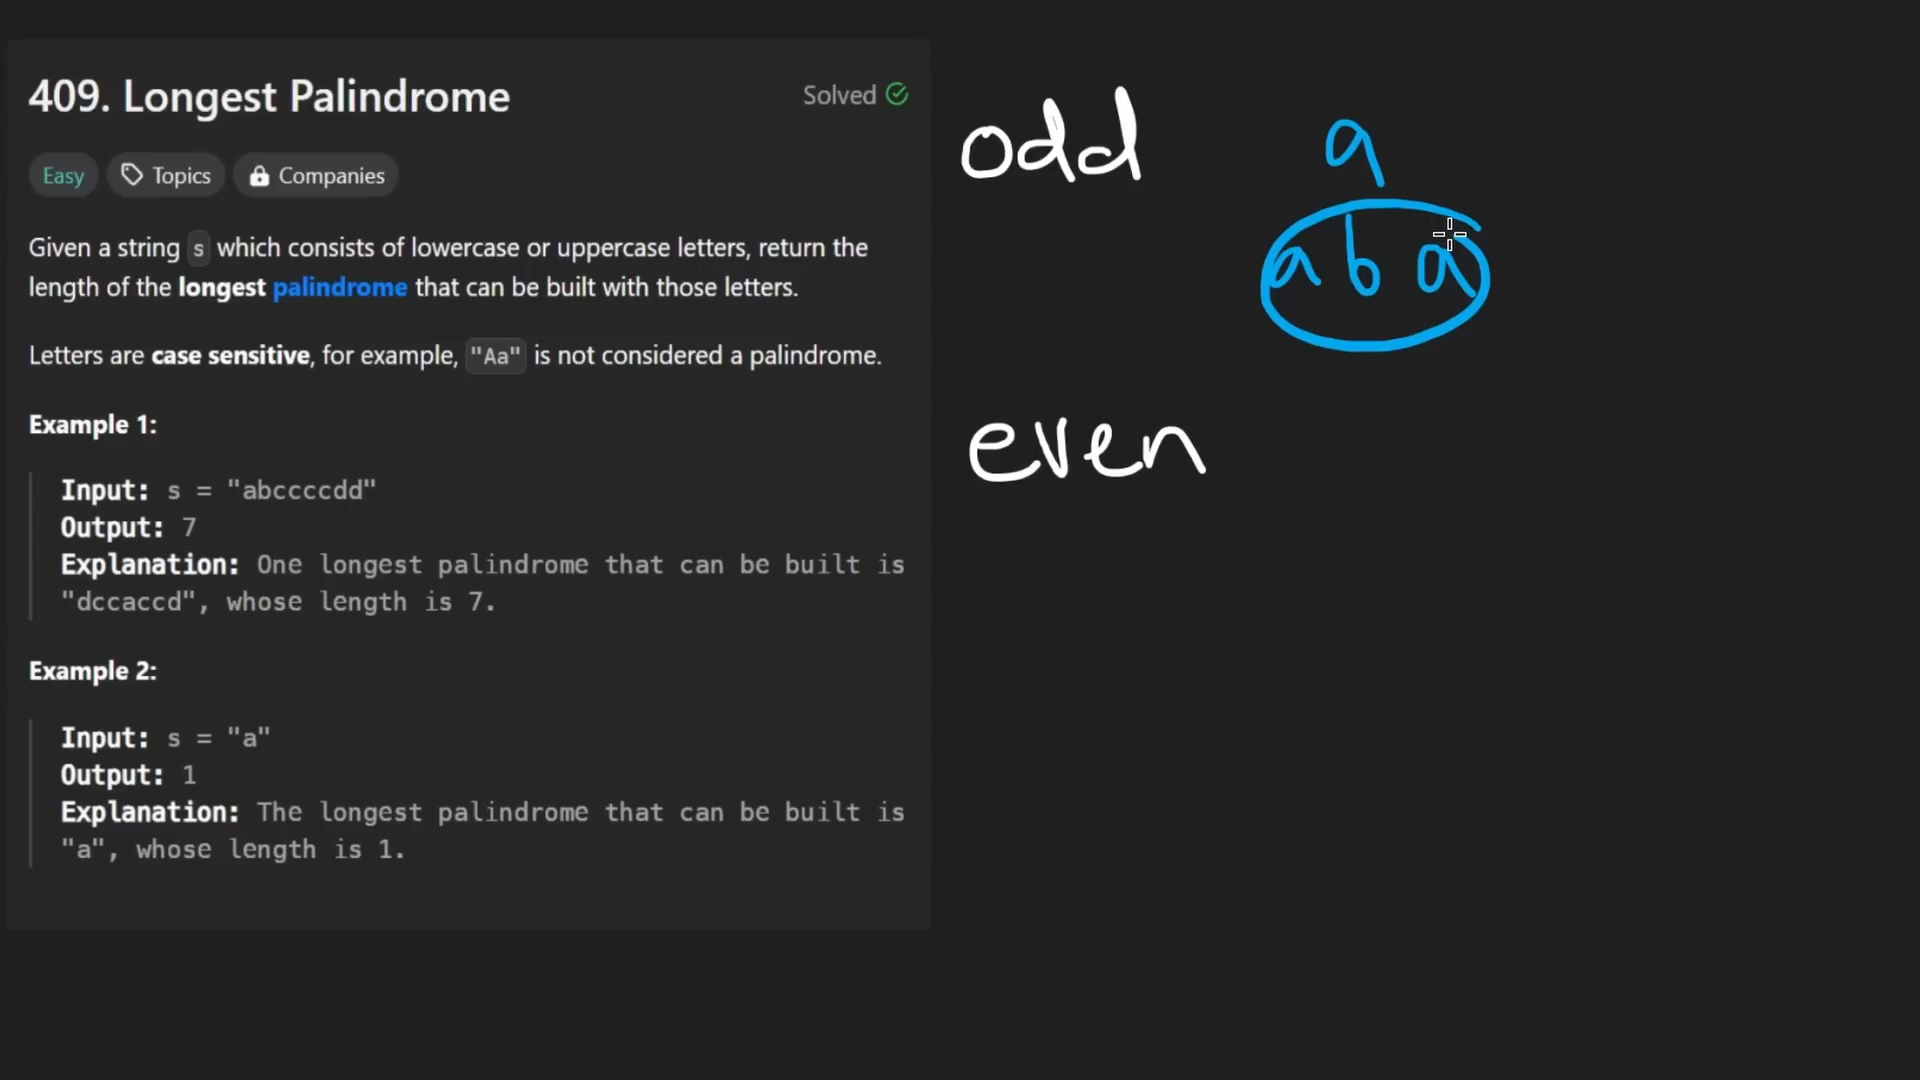 409. Longest Palindrome
Solved
Easy
Topics
Companies
Given a string s which consists of lowercase or uppercase letters, return the
length of the longest palindrome that can be built with those letters.
Letters are case sensitive, for example, "Aa" is not considered a palindrome.
Example 1:
Input: s = "abccccdd"
Output: 7
Explanation: One longest palindrome that can be built is
"dccaccd", whose length is 7.
Example 2:
Input: s = "a"
Output: 1
Explanation: The longest palindrome that can be built is
"a", whose length is 1.
odd
a
a b a
even